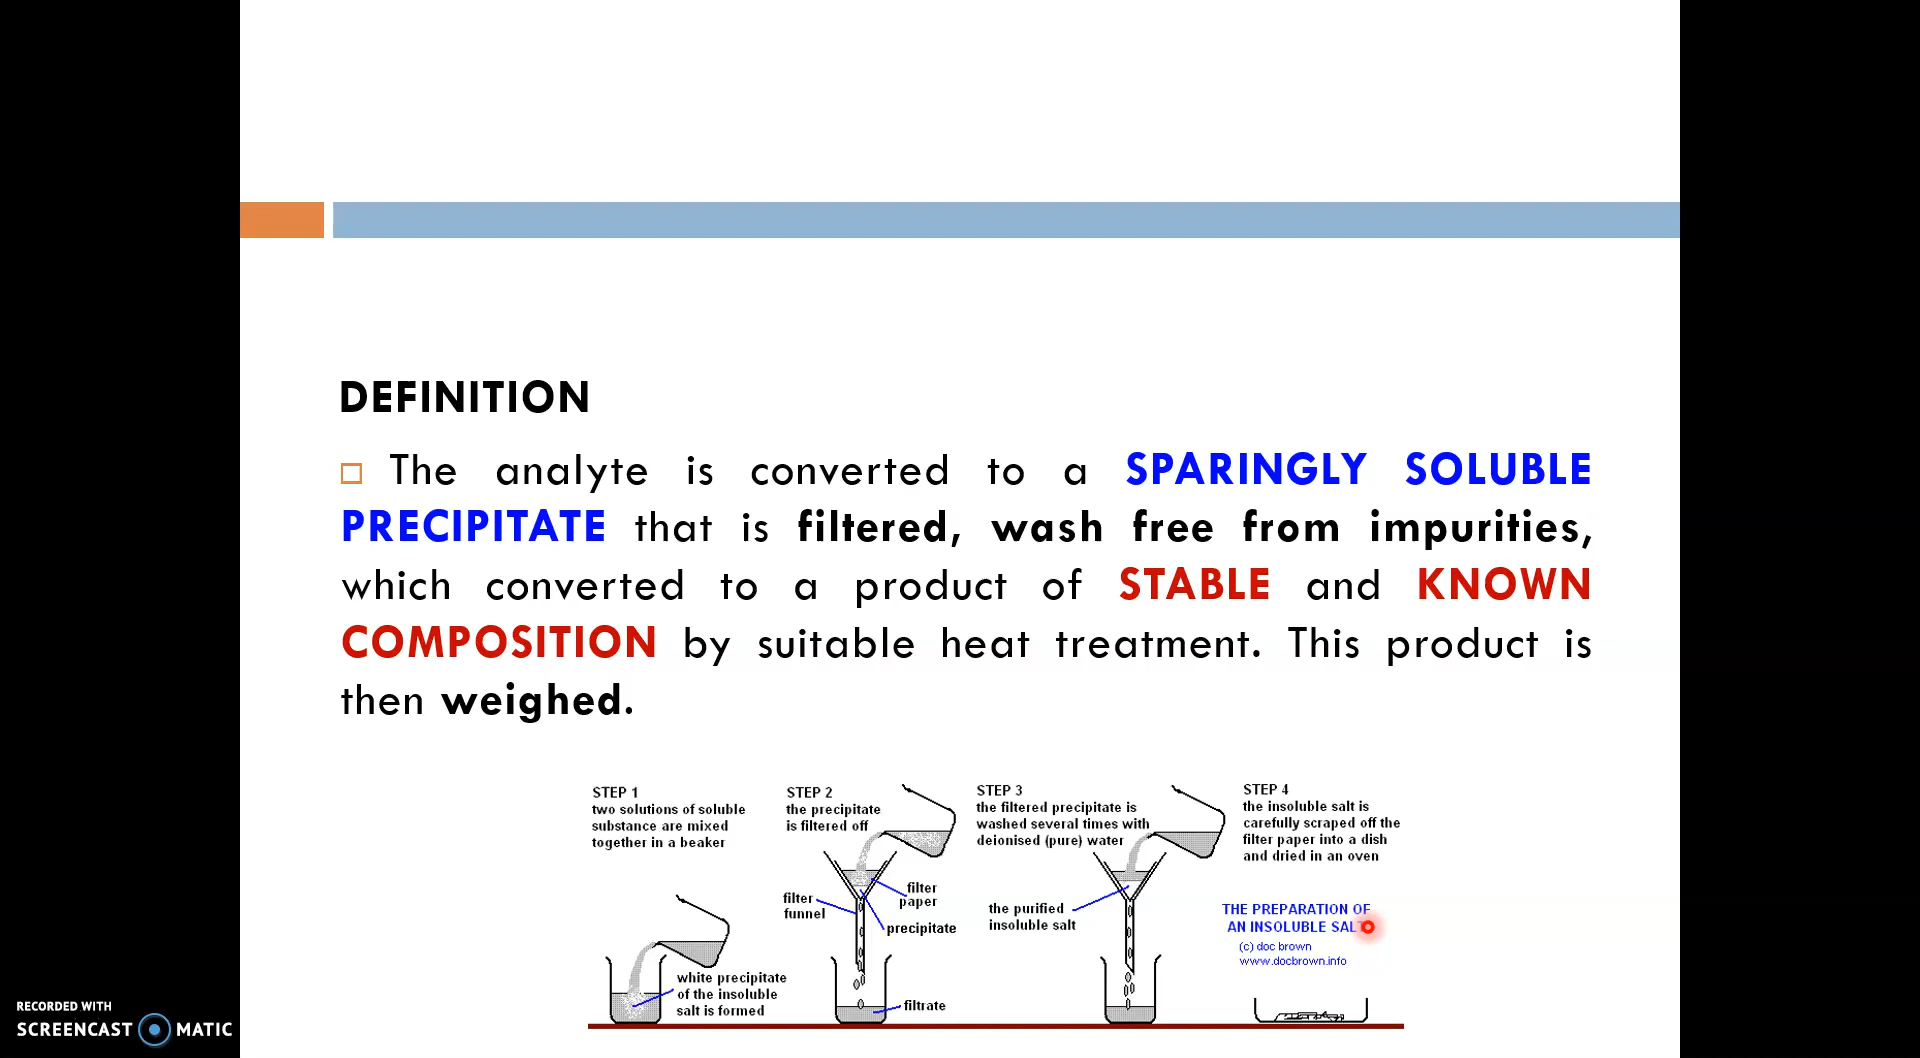 DEFINITION
The analyte is converted to a SPARINGLY SOLUBLE
PRECIPITATE that is filtered, wash free from impurities,
which converted to a product of STABLE and KNOWN
COMPOSITION by suitable heat treatment. This product is
then weighed.
STEP 1
two solutions of soluble
substance are mixed
together in a beaker
white precipitate
of the insoluble
salt is formed
STEP 2
the precipitate
is filtered off
filter
funnel
filter
paper
precipitate
filtrate
STEP 3
the filtered precipitate is
washed several times with
deionised (pure) water
the purified
insoluble salt
STEP 4
the insoluble salt is
carefully scraped off the
filter paper into a dish
and dried in an oven
THE PREPARATION OF
AN INSOLUBLE SALT
(c) doc brown
www.docbrown.info
RECORDED WITH
SCREENCAST MATIC